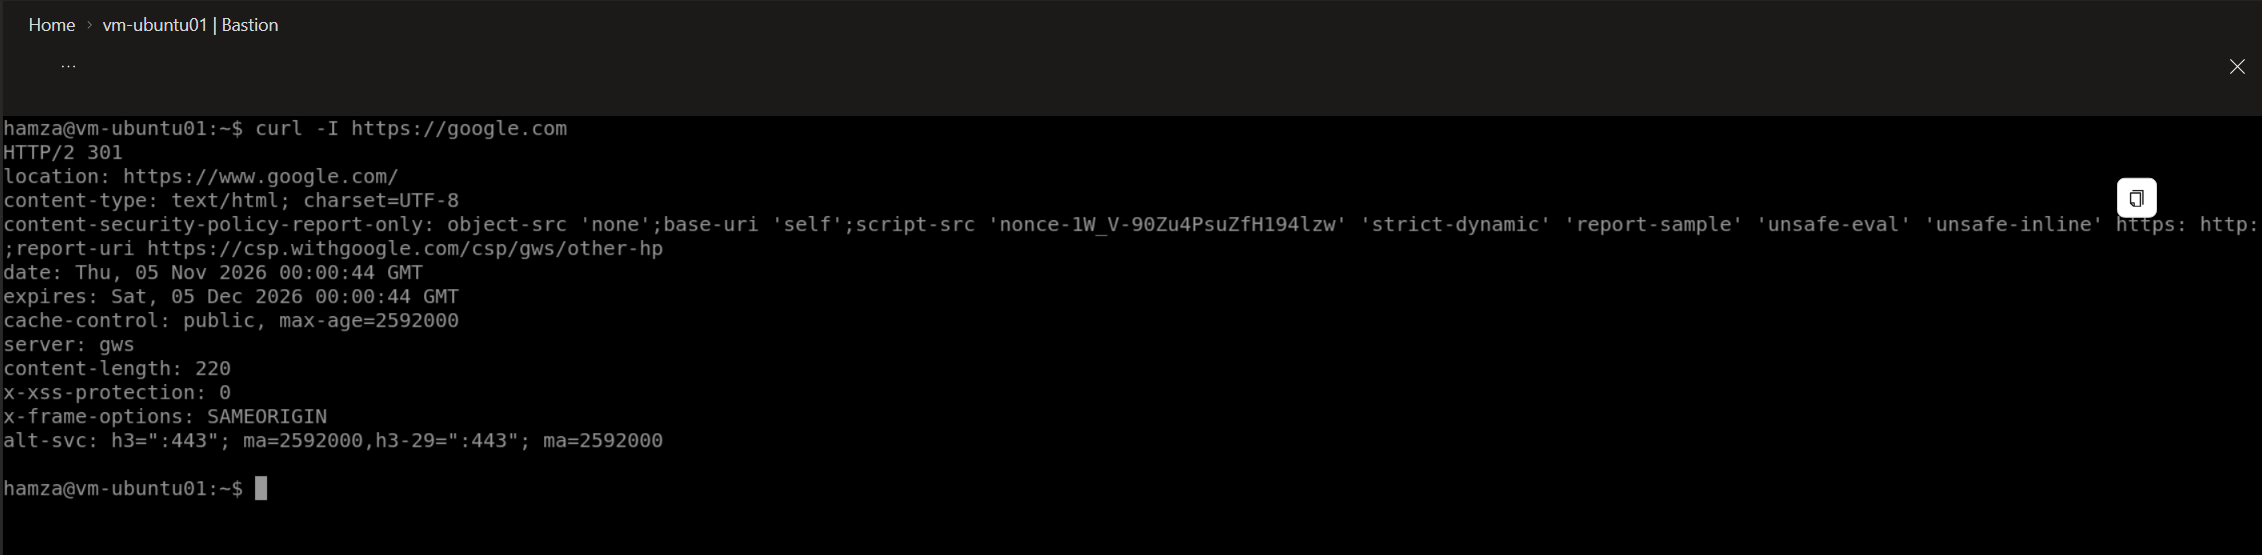 Home > vm-ubuntu01 | Bastion
...
hamza@vm-ubuntu01:~$ curl -I https://google.com
HTTP/2 301
location: https://www.google.com/
content-type: text/html; charset=UTF-8
content-security-policy-report-only: object-src 'none';base-uri 'self';script-src 'nonce-1W_V-90Zu4PsuZfH194lzw' 'strict-dynamic' 'report-sample' 'unsafe-eval' 'unsafe-inline' https: http:
;report-uri https://csp.withgoogle.com/csp/gws/other-hp
date: Thu, 05 Nov 2026 00:00:44 GMT
expires: Sat, 05 Dec 2026 00:00:44 GMT
cache-control: public, max-age=2592000
server: gws
content-length: 220
x-xss-protection: 0
x-frame-options: SAMEORIGIN
alt-svc: h3=":443"; ma=2592000,h3-29=":443"; ma=2592000
hamza@vm-ubuntu01:~$